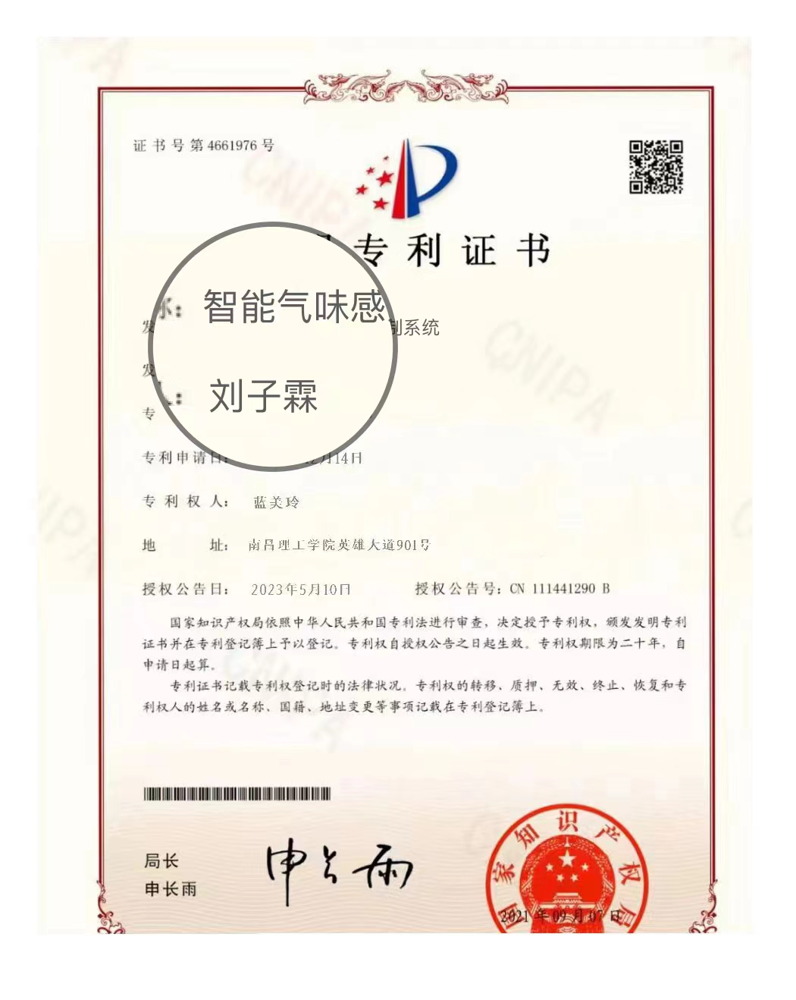 证书号第4661976号
专利证书
发 智能气味感 制系统
发 刘子霖
专
专利申请日： 2月14日
专利权人： 蓝美玲
地址： 南昌理工学院英雄大道901号
授权公告日： 2023年5月10日 授权公告号：CN 111441290 B
国家知识产权局依照中华人民共和国专利法进行审查，决定授予专利权，颁发发明专利
证书并在专利登记簿上予以登记。专利权自授权公告之日起生效。专利权期限为二十年，自
申请日起算。
专利证书记载专利权登记时的法律状况。专利权的转移、质押、无效、终止、恢复和专
利权人的姓名或名称、国籍、地址变更等事项记载在专利登记簿上。
局长
申长雨
申长雨
国家知识产权局
2021年09月07日
CNIPA